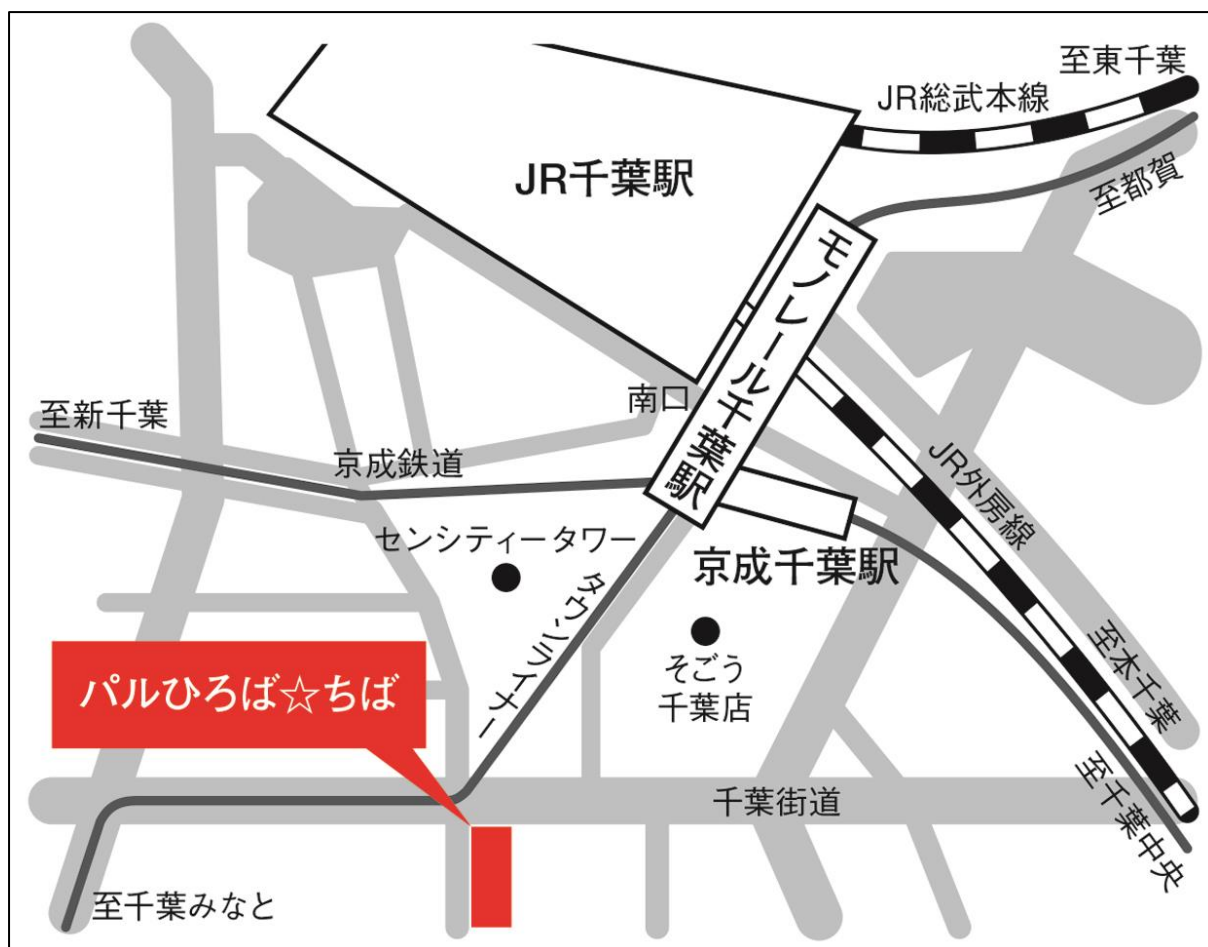 至東千葉
JR総武本線
JR千葉駅
至都賀
モノレール千葉駅
南口
至新千葉
京成鉄道
JR外房線
センシティータワー
京成千葉駅
タウンライナー
そごう
千葉店
至本千葉
パルひろば☆ちば
千葉街道
至千葉中央
至千葉みなと